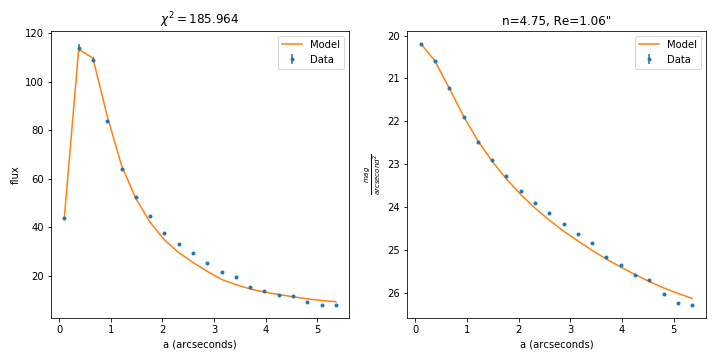 χ² = 185.964
n=4.75, Re=1.06"
Model
Data
Model
Data
flux
120
100
80
60
40
20
0
1
2
3
4
5
a (arcseconds)
mag
arcsecond²
20
21
22
23
24
25
26
0
1
2
3
4
5
a (arcseconds)